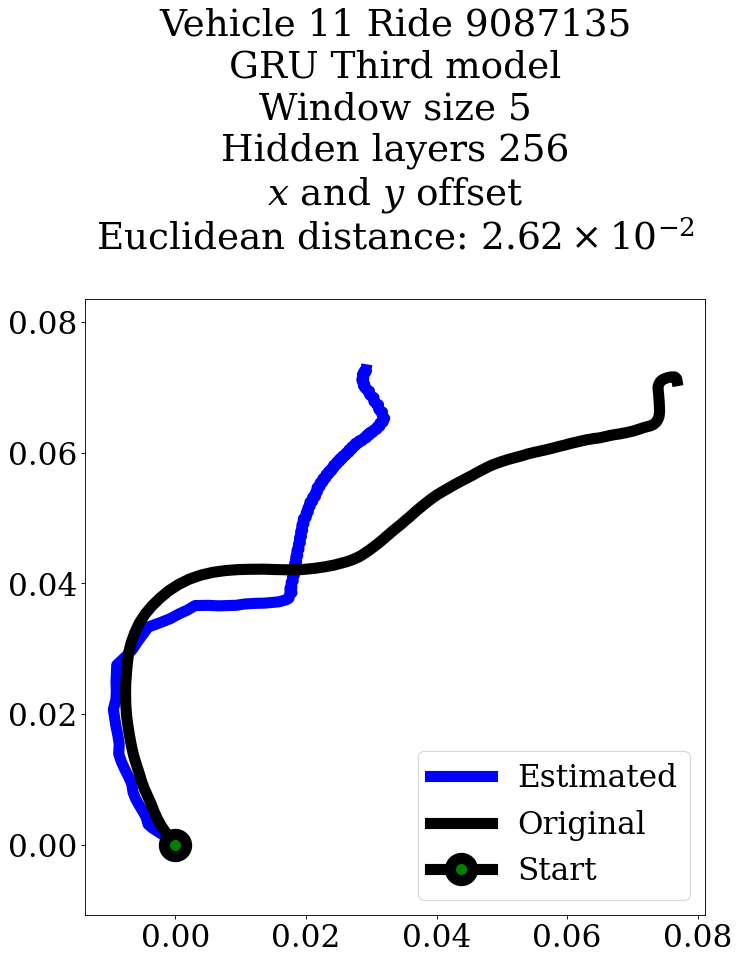 Vehicle 11 Ride 9087135
GRU Third model
Window size 5
Hidden layers 256
x and y offset
Euclidean distance: 2.62 × 10⁻²
0.08
0.06
0.04
0.02
0.00
Estimated
Original
Start
0.00 0.02 0.04 0.06 0.08